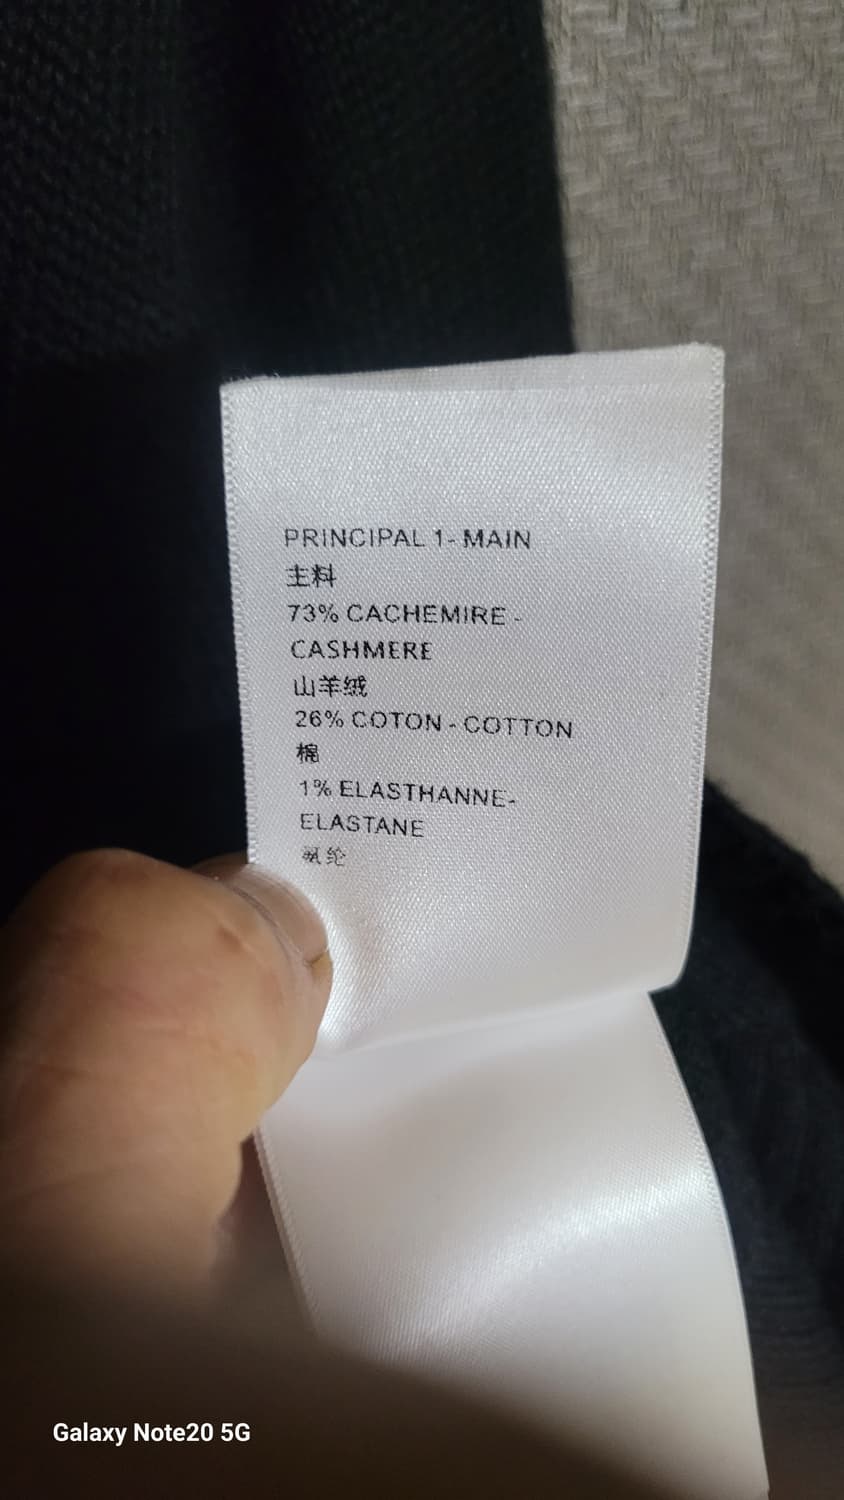 PRINCIPAL 1- MAIN
主料
73% CACHEMIRE -
CASHMERE
山羊绒
26% COTON - COTTON
棉
1% ELASTHANNE-
ELASTANE
氨纶
Galaxy Note20 5G